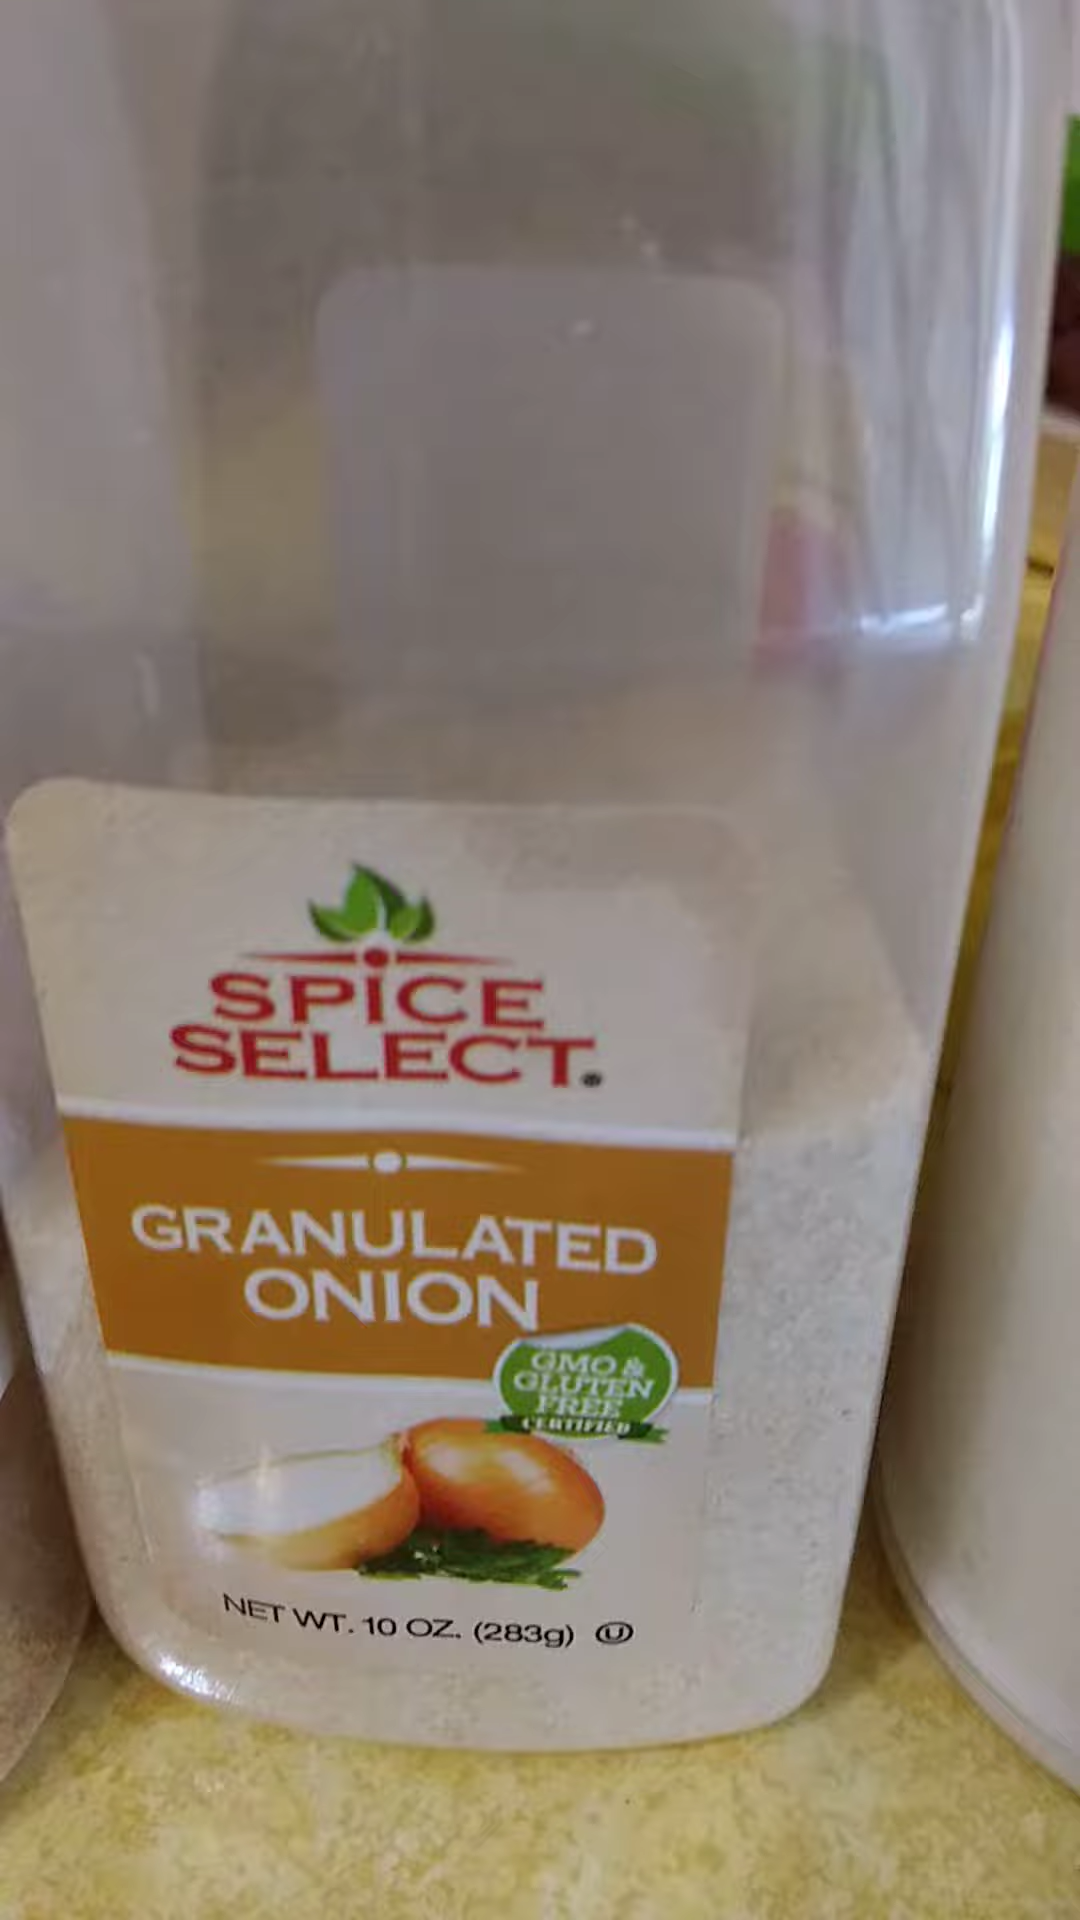 SPICE
SELECT®
GRANULATED
ONION
GMO &
GLUTEN
FREE
CERTIFIED
NET WT. 10 OZ. (283g) Ⓤ